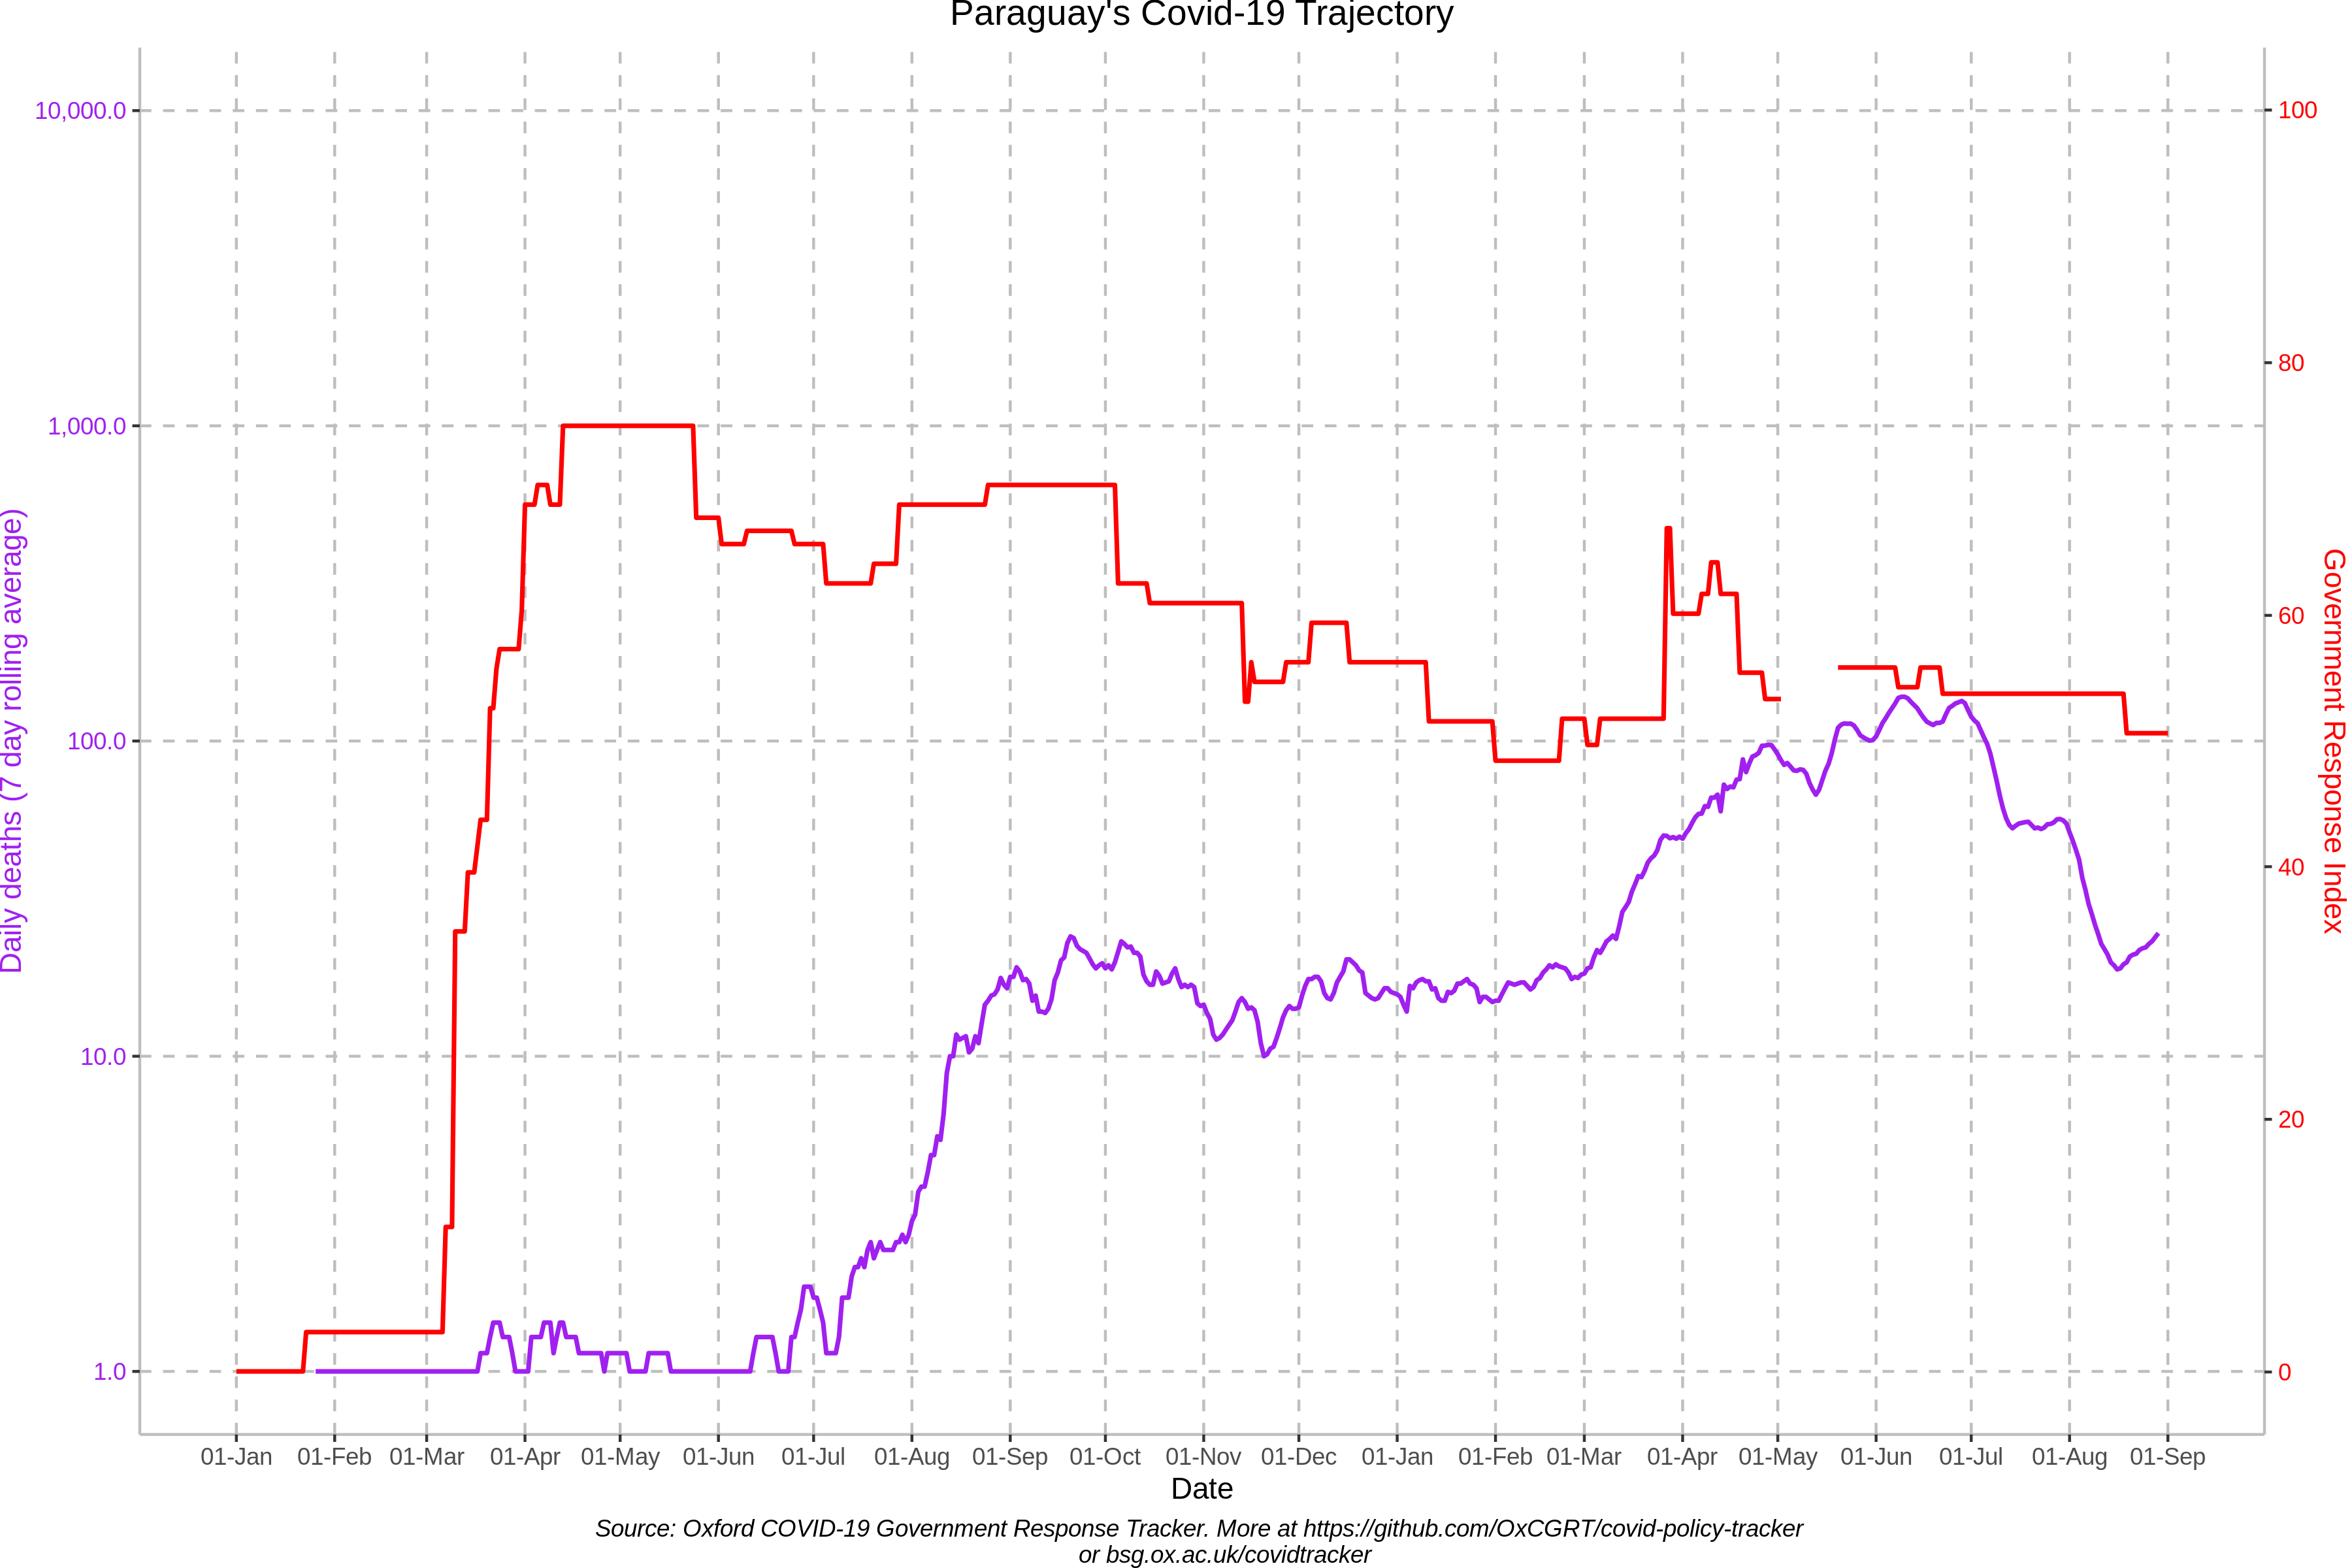 Paraguay's Covid-19 Trajectory
10,000.0
1,000.0
100.0
10.0
1.0
Daily deaths (7 day rolling average)
100
80
60
40
20
0
Government Response Index
01-Jan 01-Feb 01-Mar 01-Apr 01-May 01-Jun 01-Jul 01-Aug 01-Sep 01-Oct 01-Nov 01-Dec 01-Jan 01-Feb 01-Mar 01-Apr 01-May 01-Jun 01-Jul 01-Aug 01-Sep
Date
Source: Oxford COVID-19 Government Response Tracker. More at https://github.com/OxCGRT/covid-policy-tracker
or bsg.ox.ac.uk/covidtracker